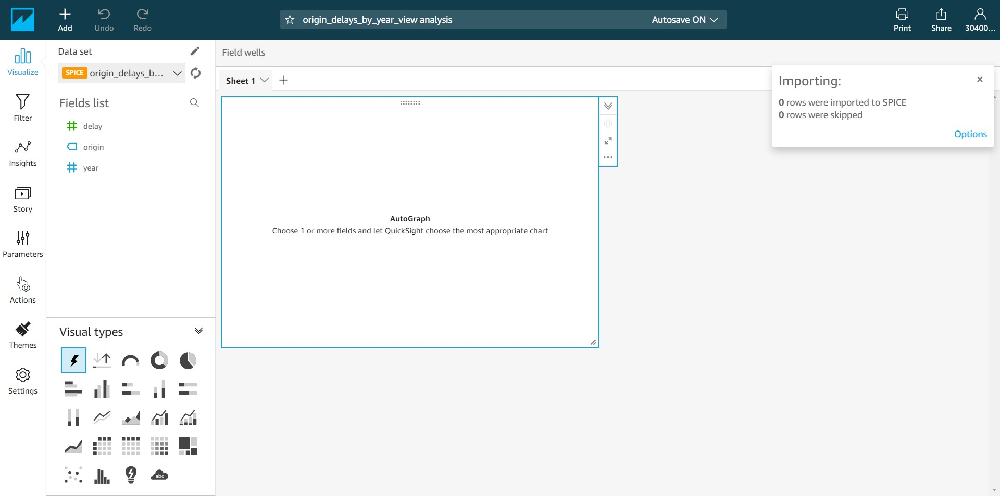 Add
Undo
Redo
origin_delays_by_year_view analysis
Autosave ON
Print
Share
30400...
Visualize
Filter
Insights
Story
Parameters
Actions
Themes
Settings
Data set
SPICE origin_delays_b...
Fields list
delay
origin
year
Visual types
abc
Field wells
Sheet 1
AutoGraph
Choose 1 or more fields and let QuickSight choose the most appropriate chart
Importing:
0 rows were imported to SPICE
0 rows were skipped
Options